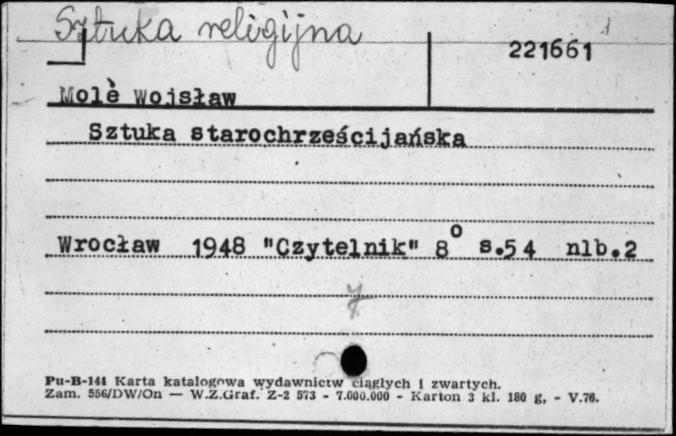 Sztuka religijna
221661
Molè Wojsław
Sztuka starochrześcijańska
Wrocław 1948 "Czytelnik" 8° s.54 nlb.2
7
Pu-B-144 Karta katalogowa wydawnictw ciągłych i zwartych.
Zam. 556/DW/On — W.Z.Graf. Z-2 573 - 7.000.000 - Karton 3 kl. 180 g, - V.76.